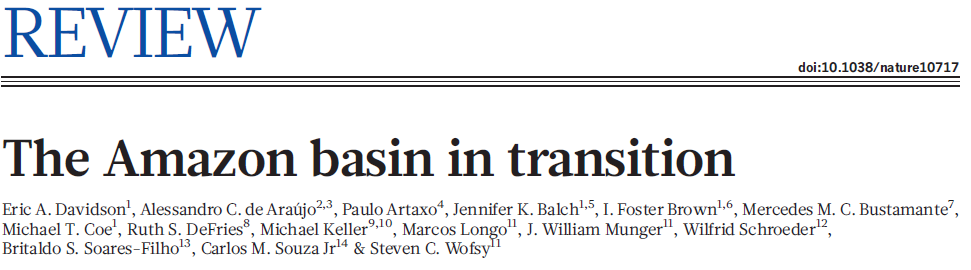 REVIEW
doi:10.1038/nature10717
The Amazon basin in transition
Eric A. Davidson1, Alessandro C. de Araújo2,3, Paulo Artaxo4, Jennifer K. Balch1,5, I. Foster Brown1,6, Mercedes M. C. Bustamante7,
Michael T. Coe1, Ruth S. DeFries8, Michael Keller9,10, Marcos Longo11, J. William Munger11, Wilfrid Schroeder12,
Britaldo S. Soares-Filho13, Carlos M. Souza Jr14 & Steven C. Wofsy11